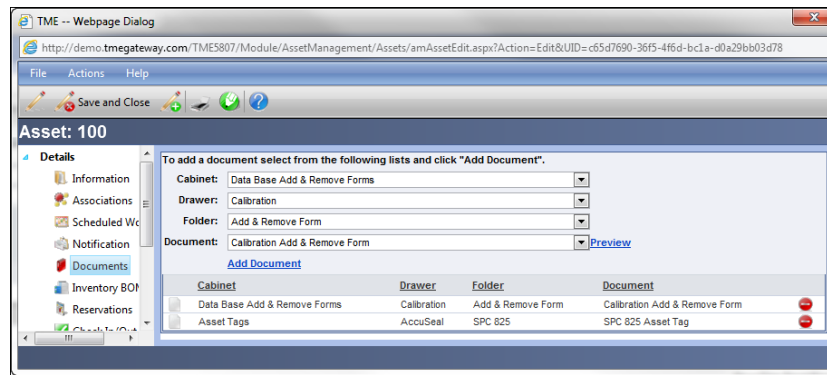 TME -- Webpage Dialog
http://demo.tmegateway.com/TME5807/Module/AssetManagement/Assets/amAssetEdit.aspx?Action=Edit&UID=c65d7690-36f5-4f6d-bc1a-d0a29bb03d78
File Actions Help
Save and Close
Asset: 100
Details
Information
Associations
Scheduled Wo
Notification
Documents
Inventory BOM
Reservations
Check In/Out
To add a document select from the following lists and click "Add Document".
Cabinet: Data Base Add & Remove Forms
Drawer: Calibration
Folder: Add & Remove Form
Document: Calibration Add & Remove Form Preview
Add Document
Cabinet Drawer Folder Document
Data Base Add & Remove Forms Calibration Add & Remove Form Calibration Add & Remove Form
Asset Tags AccuSeal SPC 825 SPC 825 Asset Tag